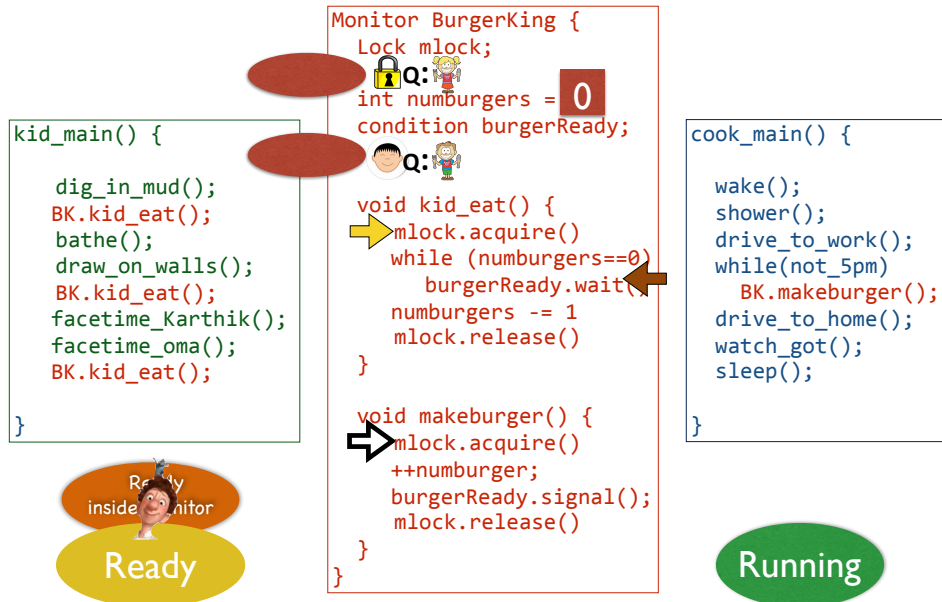 Monitor BurgerKing {
Lock mlock;
Q:
int numburgers = 0
condition burgerReady;
Q:
void kid_eat() {
mlock.acquire()
while (numburgers==0)
burgerReady.wait()
numburgers -= 1
mlock.release()
}
void makeburger() {
mlock.acquire()
++numburger;
burgerReady.signal();
mlock.release()
}
}
kid_main() {
dig_in_mud();
BK.kid_eat();
bathe();
draw_on_walls();
BK.kid_eat();
facetime_Karthik();
facetime_oma();
BK.kid_eat();
}
cook_main() {
wake();
shower();
drive_to_work();
while(not_5pm)
BK.makeburger();
drive_to_home();
watch_got();
sleep();
}
Ready
inside monitor
Ready
Running